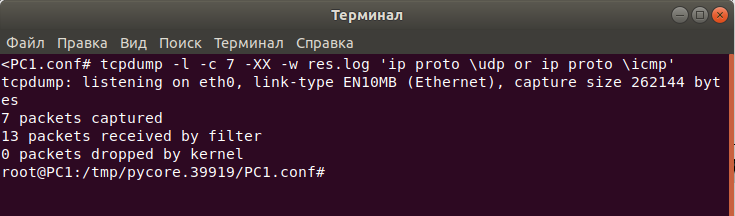 Терминал
Файл Правка Вид Поиск Терминал Справка
<PC1.conf# tcpdump -l -c 7 -XX -w res.log 'ip proto \udp or ip proto \icmp'
tcpdump: listening on eth0, link-type EN10MB (Ethernet), capture size 262144 byt
es
7 packets captured
13 packets received by filter
0 packets dropped by kernel
root@PC1:/tmp/pycore.39919/PC1.conf#